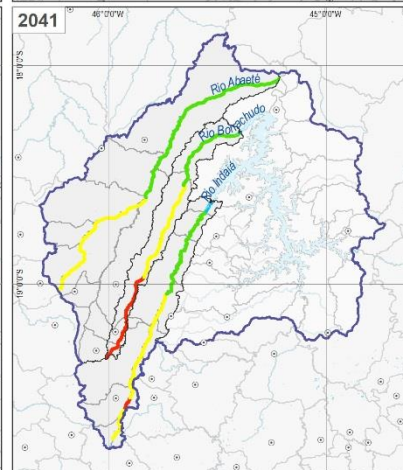 2041
46°0'0"W
45°0'0"W
18°0'0"S
Rio Abaeté
Rio Borrachudo
Rio Indaiá
19°0'0"S